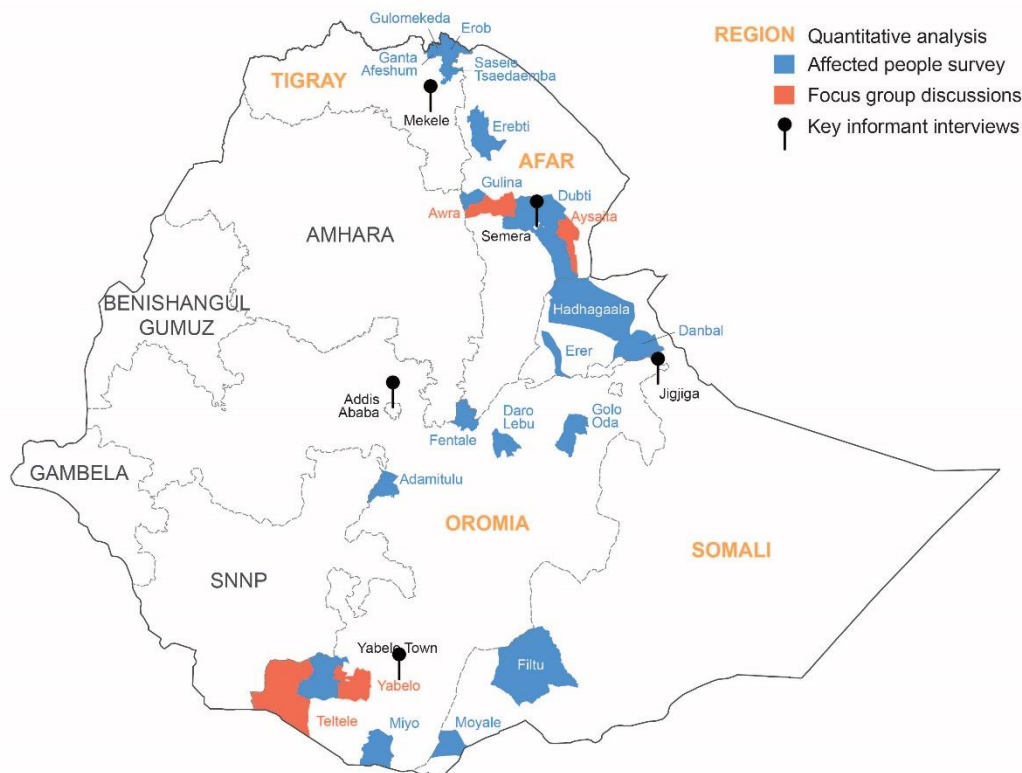 REGION Quantitative analysis
Affected people survey
Focus group discussions
Key informant interviews
Gulomekeda
Erob
Ganta
Afeshum
Saseie
Tsaedaemba
TIGRAY
Mekele
Erebti
AFAR
Gulina
Dubti
Awra
Aysaita
Semera
AMHARA
Hadhagaala
BENISHANGUL
GUMUZ
Danbal
Erer
Jigjiga
Addis
Ababa
Fentale
Daro
Lebu
Golo
Oda
GAMBELA
Adamitulu
OROMIA
SOMALI
SNNP
Yabelo Town
Filtu
Yabelo
Teltele
Miyo
Moyale